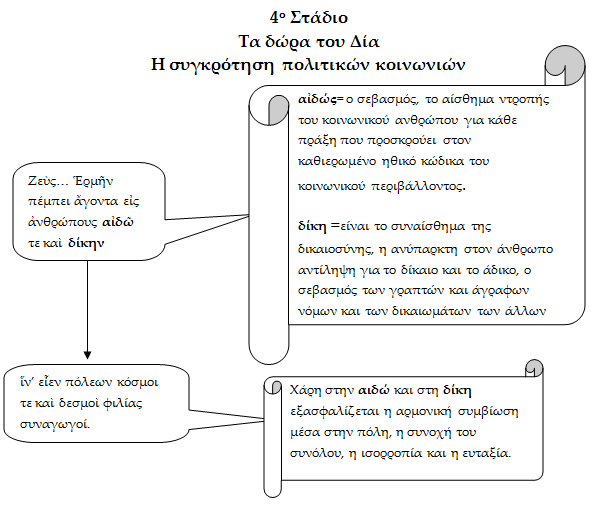 4ο Στάδιο
Τα δώρα του Δία
Η συγκρότηση πολιτικών κοινωνιών
αἰδώς= ο σεβασμός, το αίσθημα ντροπής
του κοινωνικού ανθρώπου για κάθε
πράξη που προσκρούει στον
καθιερωμένο ηθικό κώδικα του
κοινωνικού περιβάλλοντος.
δίκη =είναι το συναίσθημα της
δικαιοσύνης, η ανύπαρκτη στον άνθρωπο
αντίληψη για το δίκαιο και το άδικο, ο
σεβασμός των γραπτών και άγραφων
νόμων και των δικαιωμάτων των άλλων
Ζεὺς… Ἑρμῆν
πέμπει ἄγοντα εἰς
ἀνθρώπους αἰδῶ
τε καὶ δίκην
ἵν’ εἶεν πόλεων κόσμοι
τε καὶ δεσμοὶ φιλίας
συναγωγοί.
Χάρη στην αιδώ και στη δίκη
εξασφαλίζεται η αρμονική συμβίωση
μέσα στην πόλη, η συνοχή του
συνόλου, η ισορροπία και η ευταξία.